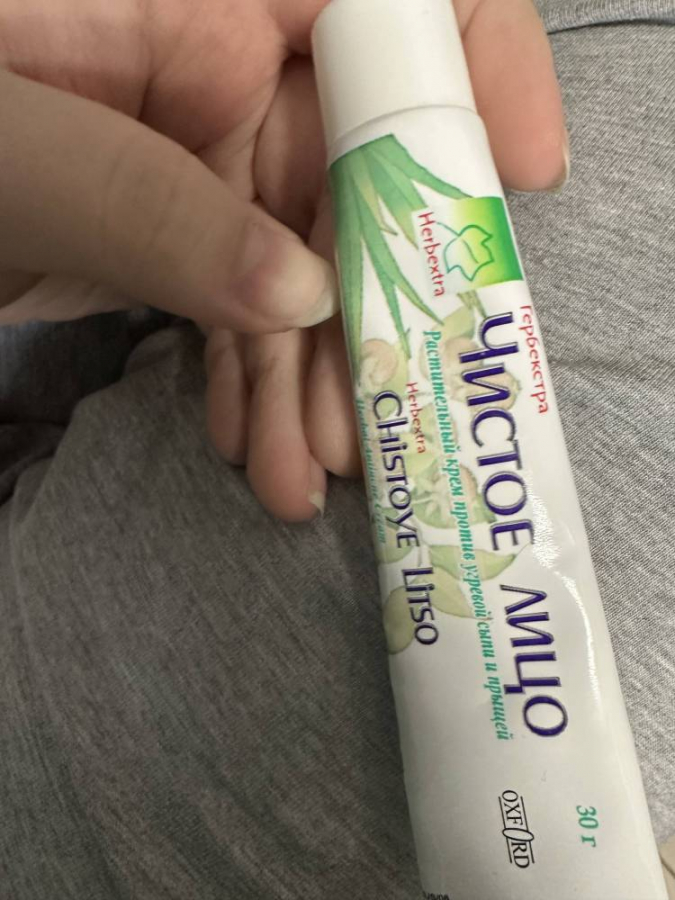 Herbextra
Гербекстра
ЧИСТОЕ ЛИЦО
Растительный крем против угревой сыпи и прыщей
Herbextra
Chistoye Litso
30 г
OXFORD